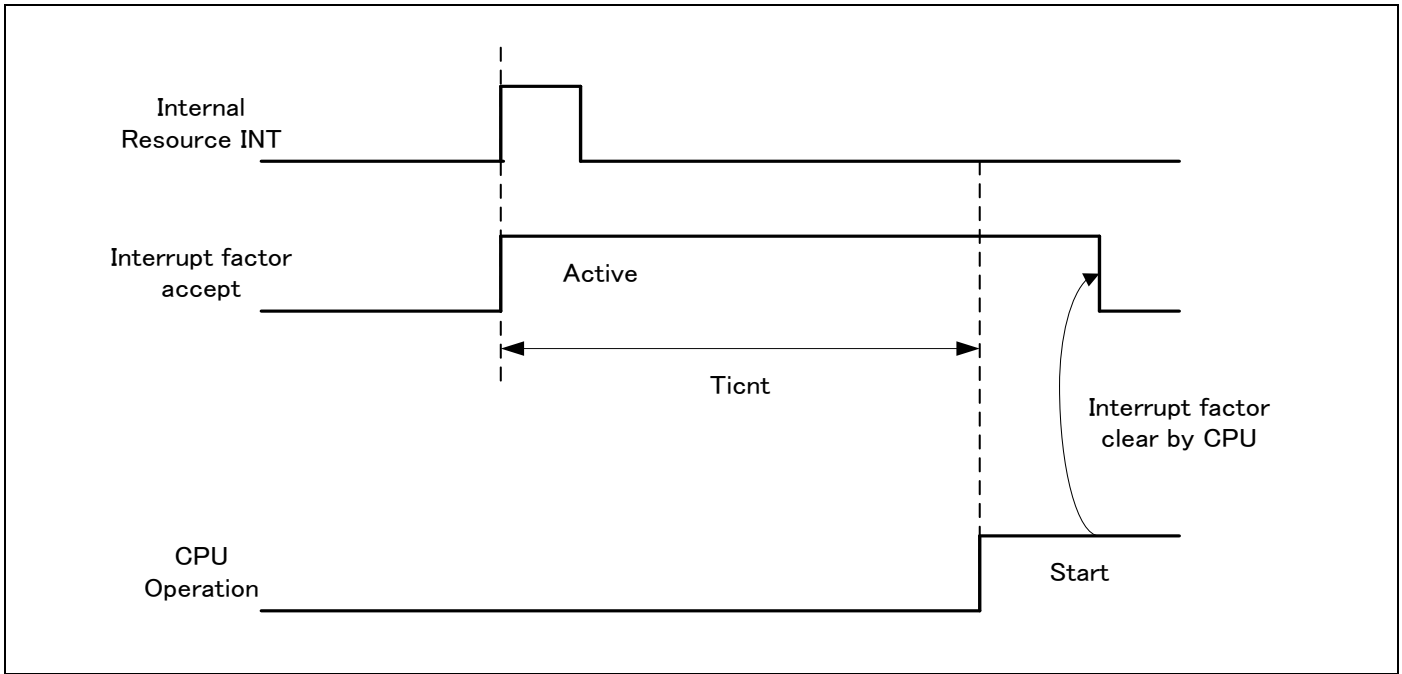 Internal
Resource INT
Interrupt factor
accept
Active
Ticnt
Interrupt factor
clear by CPU
CPU
Operation
Start